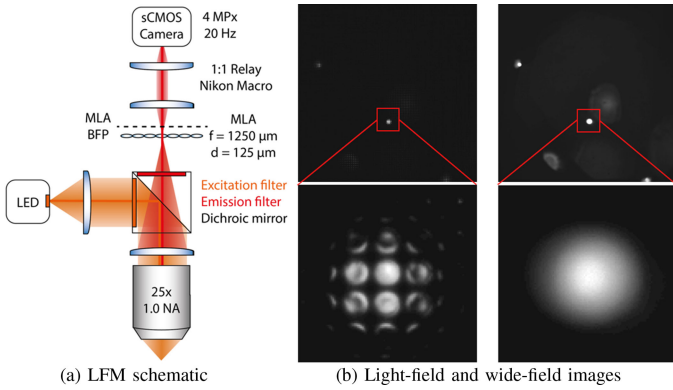 sCMOS
Camera
4 MPx
20 Hz
1:1 Relay
Nikon Macro
MLA
BFP
MLA
f = 1250 μm
d = 125 μm
LED
Excitation filter
Emission filter
Dichroic mirror
25x
1.0 NA
(a) LFM schematic
(b) Light-field and wide-field images